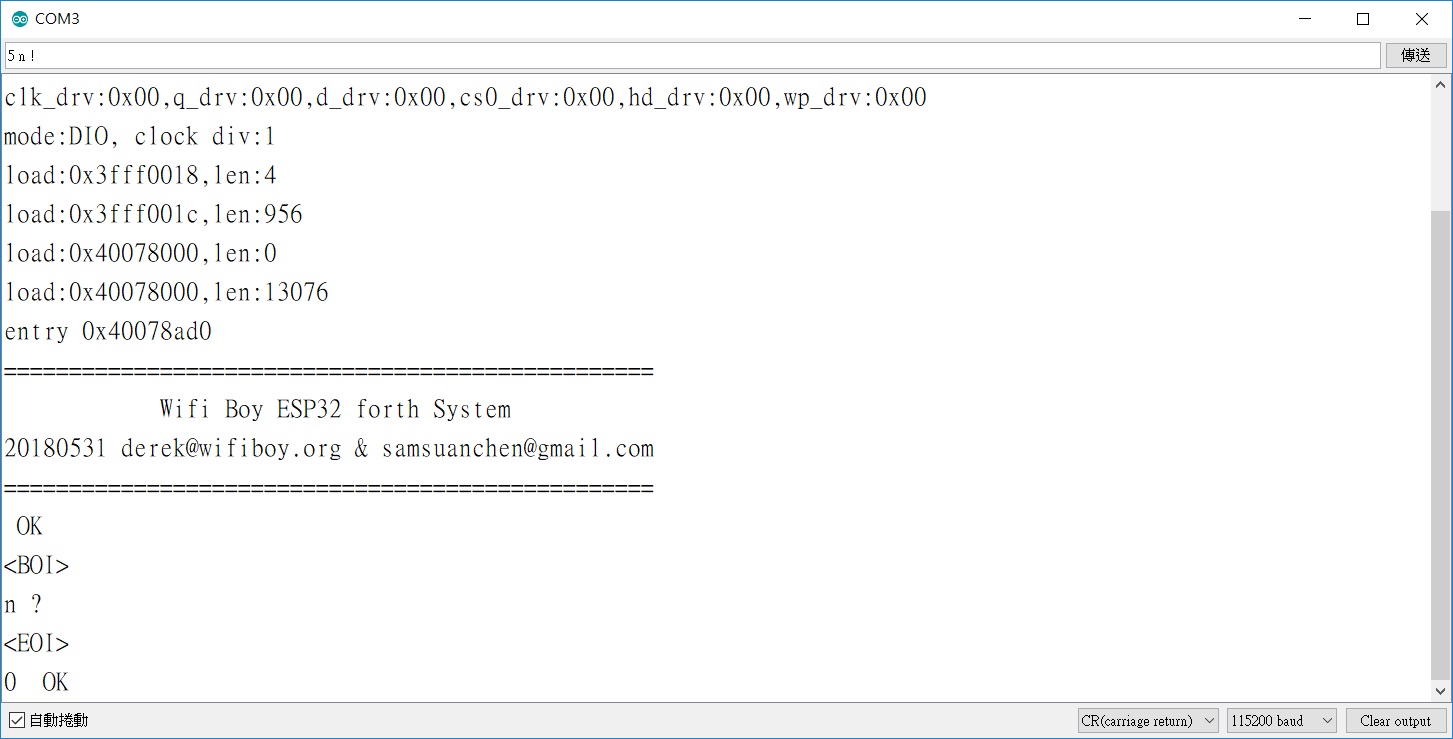 COM3
5 n !
傳送
clk_drv:0x00,q_drv:0x00,d_drv:0x00,cs0_drv:0x00,hd_drv:0x00,wp_drv:0x00
mode:DIO, clock div:1
load:0x3fff0018,len:4
load:0x3fff001c,len:956
load:0x40078000,len:0
load:0x40078000,len:13076
entry 0x40078ad0
==================================================
Wifi Boy ESP32 forth System
20180531 derek@wifiboy.org & samsuanchen@gmail.com
==================================================
OK
<BOI>
n ?
<EOI>
0  OK
自動捲動
CR(carriage return)
115200 baud
Clear output